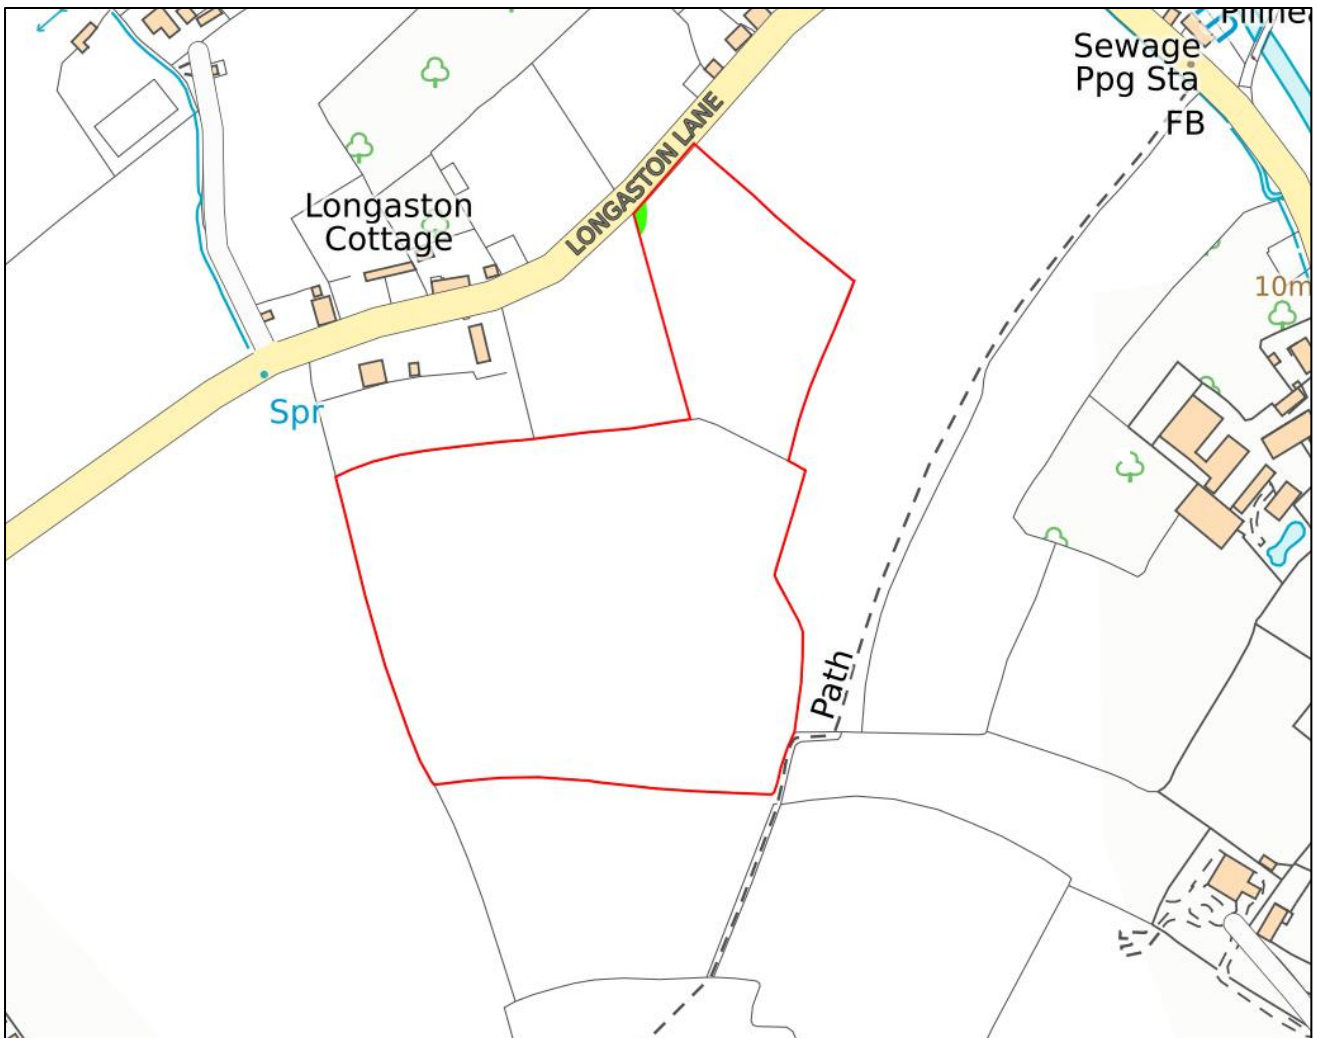 Sewage
Ppg Sta
FB
LONGASTON LANE
Longaston
Cottage
10m
Spr
Path